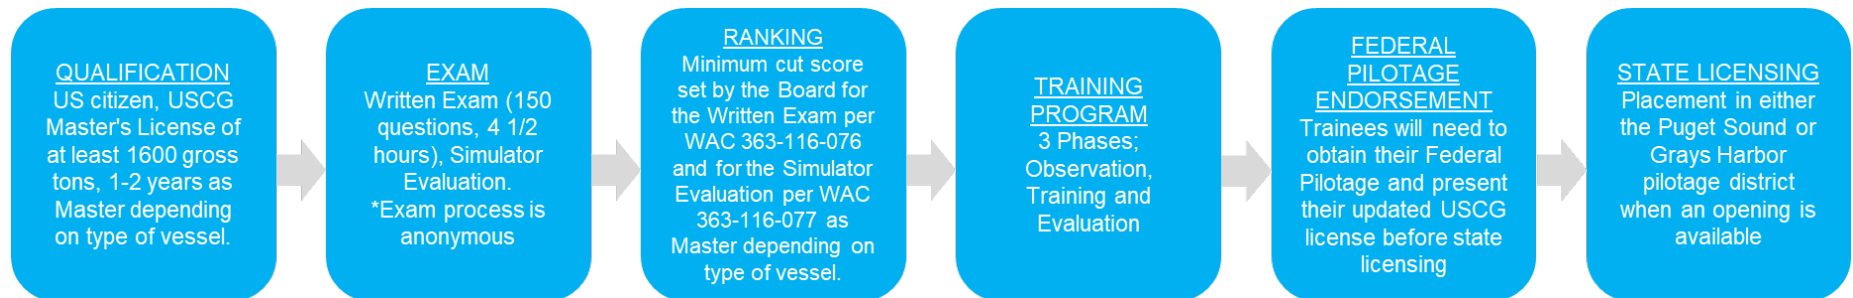 QUALIFICATION
US citizen, USCG
Master's License of
at least 1600 gross
tons, 1-2 years as
Master depending
on type of vessel.
EXAM
Written Exam (150
questions, 4 1/2
hours), Simulator
Evaluation.
*Exam process is
anonymous
RANKING
Minimum cut score
set by the Board for
the Written Exam per
WAC 363-116-076
and for the Simulator
Evaluation per WAC
363-116-077 as
Master depending on
type of vessel.
TRAINING
PROGRAM
3 Phases;
Observation,
Training and
Evaluation
FEDERAL
PILOTAGE
ENDORSEMENT
Trainees will need to
obtain their Federal
Pilotage and present
their updated USCG
license before state
licensing
STATE LICENSING
Placement in either
the Puget Sound or
Grays Harbor
pilotage district
when an opening is
available